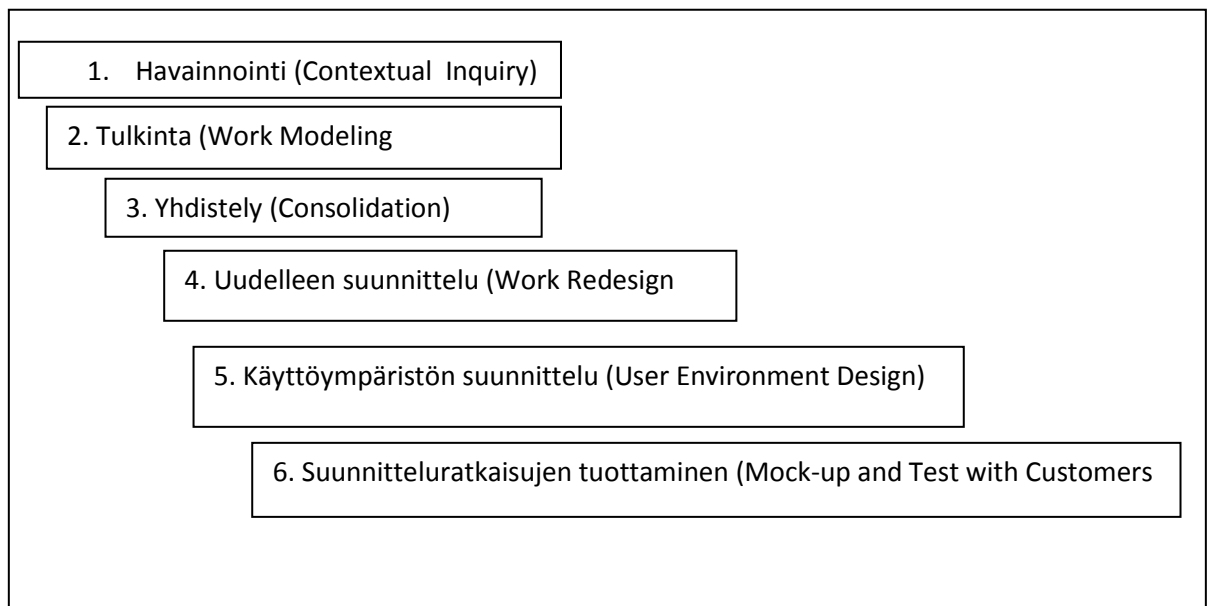 1. Havainnointi (Contextual Inquiry)
2. Tulkinta (Work Modeling
3. Yhdistely (Consolidation)
4. Uudelleen suunnittelu (Work Redesign
5. Käyttöympäristön suunnittelu (User Environment Design)
6. Suunnitteluratkaisujen tuottaminen (Mock-up and Test with Customers